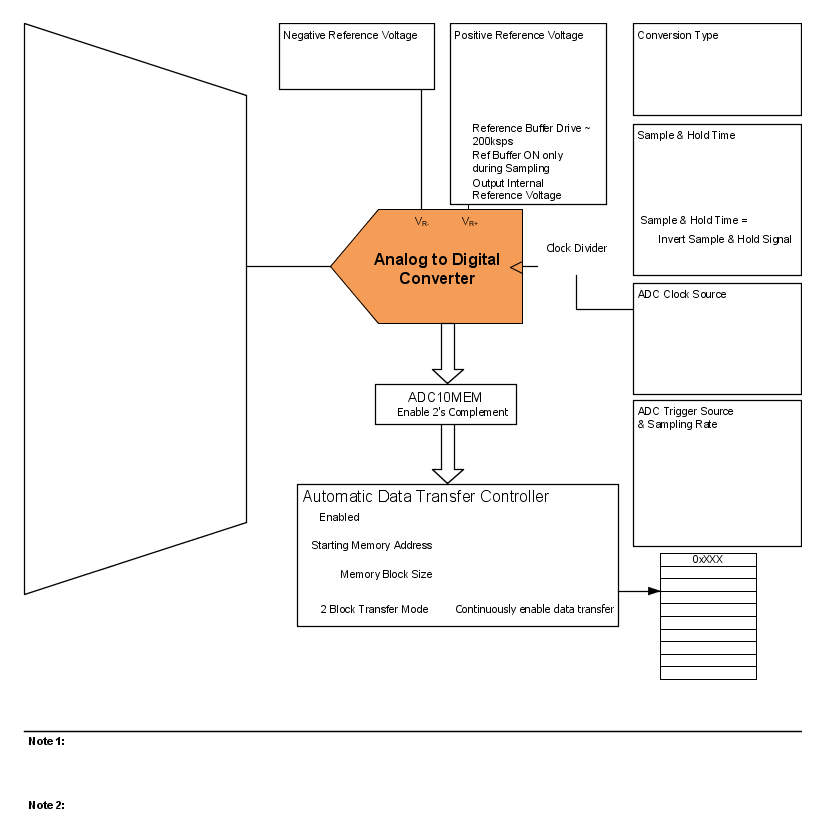 Negative Reference Voltage
Positive Reference Voltage
Conversion Type
Reference Buffer Drive ~
200ksps
Ref Buffer ON only
during Sampling
Output Internal
Reference Voltage
Sample & Hold Time
Sample & Hold Time =
Invert Sample & Hold Signal
VR-
VR+
Analog to Digital
Converter
Clock Divider
ADC Clock Source
ADC10MEM
Enable 2's Complement
ADC Trigger Source
& Sampling Rate
Automatic Data Transfer Controller
Enabled
Starting Memory Address
Memory Block Size
2 Block Transfer Mode
Continuously enable data transfer
0xXXX
Note 1:
Note 2: